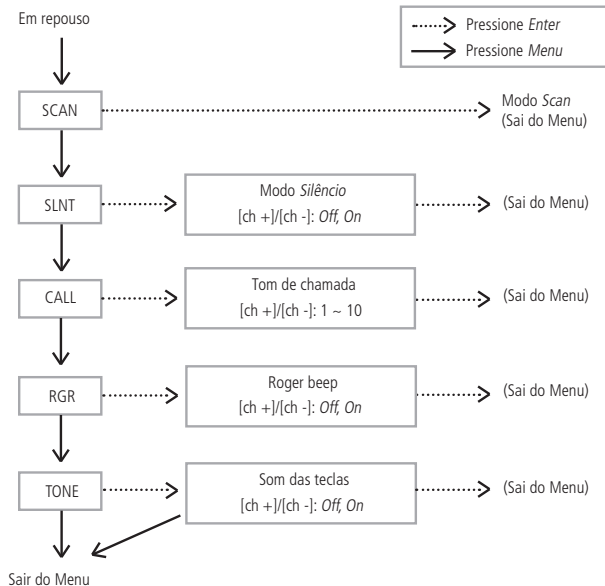 Em repouso
Pressione Enter
Pressione Menu
SCAN
Modo Scan
(Sai do Menu)
SLNT
Modo Silêncio
[ch +]/[ch -]: Off, On
(Sai do Menu)
CALL
Tom de chamada
[ch +]/[ch -]: 1 ~ 10
(Sai do Menu)
RGR
Roger beep
[ch +]/[ch -]: Off, On
(Sai do Menu)
TONE
Som das teclas
[ch +]/[ch -]: Off, On
(Sai do Menu)
Sair do Menu